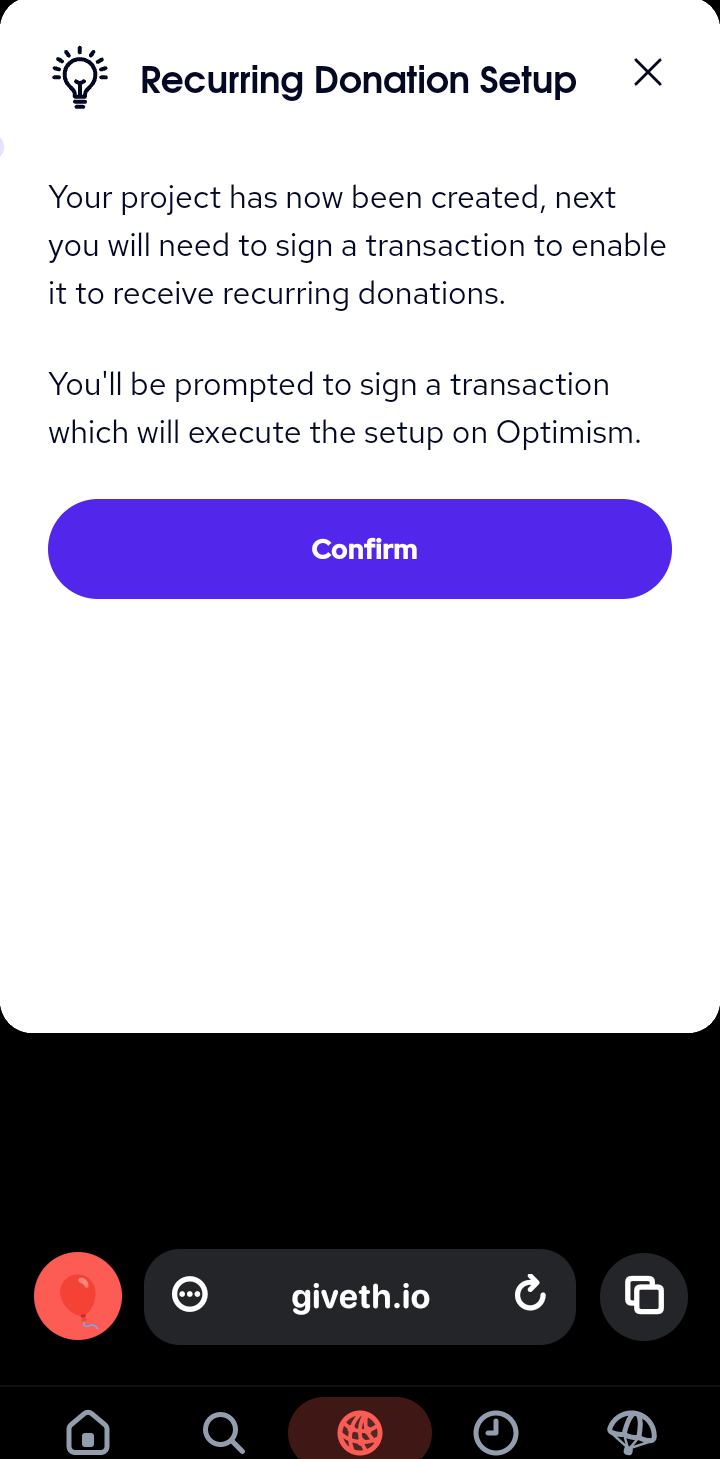 Recurring Donation Setup
Your project has now been created, next
you will need to sign a transaction to enable
it to receive recurring donations.
You'll be prompted to sign a transaction
which will execute the setup on Optimism.
Confirm
giveth.io